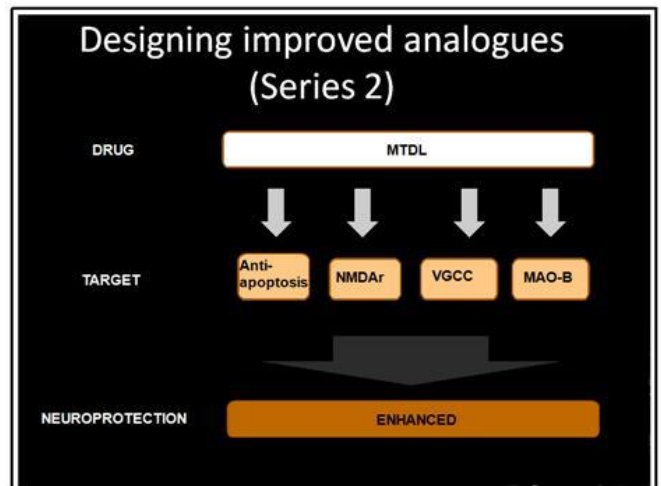 Designing improved analogues
(Series 2)
DRUG
MTDL
TARGET
Anti-
apoptosis
NMDAr
VGCC
MAO-B
NEUROPROTECTION
ENHANCED